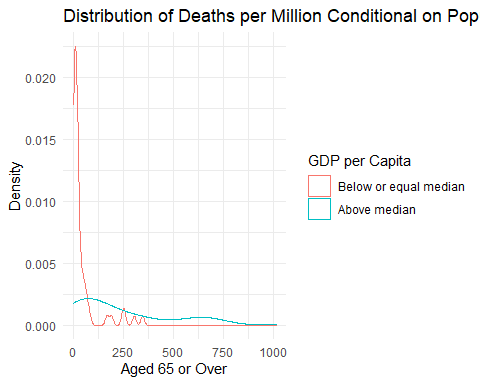 Distribution of Deaths per Million Conditional on Pop
0.020
0.015
0.010
0.005
0.000
Density
0 250 500 750 1000
Aged 65 or Over
GDP per Capita
Below or equal median
Above median